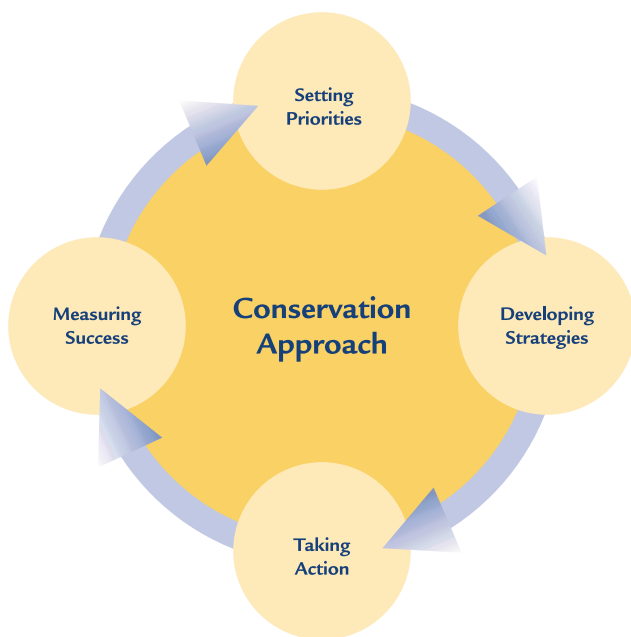 Setting
Priorities
Measuring
Success
Conservation
Approach
Developing
Strategies
Taking
Action